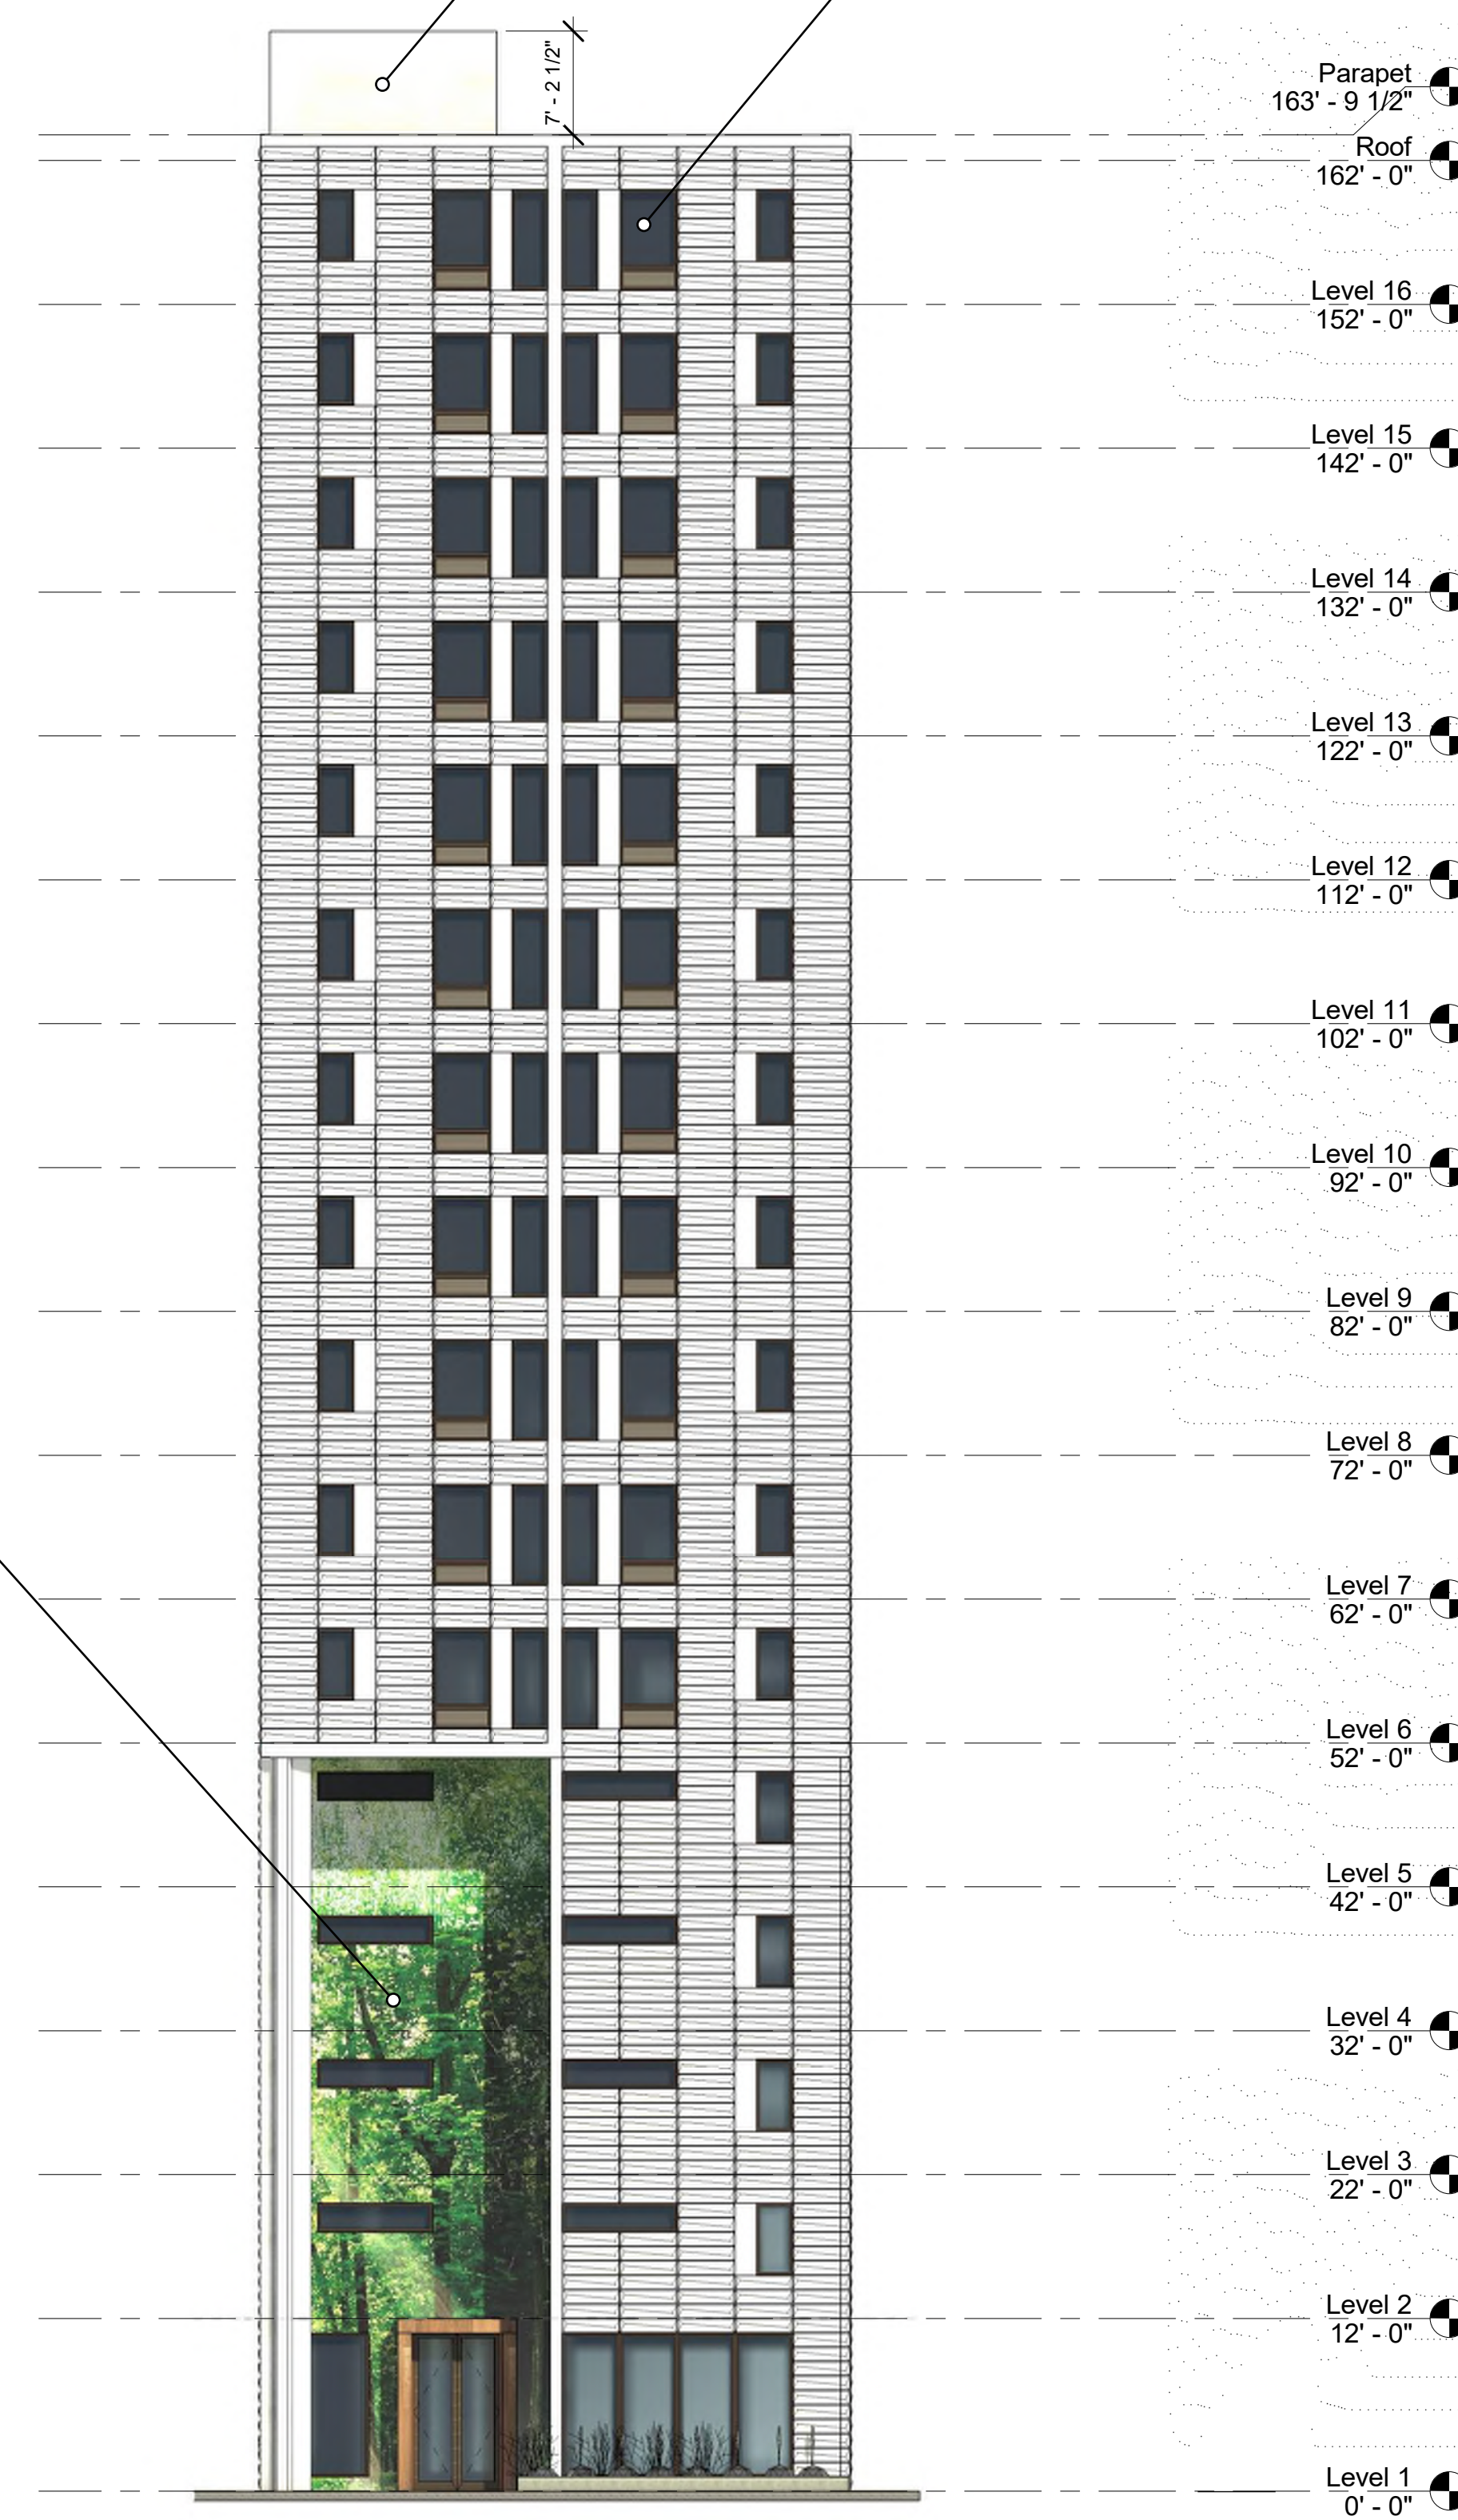 7' - 2 1/2"
Parapet
163' - 9 1/2"
Roof
162' - 0"
Level 16
152' - 0"
Level 15
142' - 0"
Level 14
132' - 0"
Level 13
122' - 0"
Level 12
112' - 0"
Level 11
102' - 0"
Level 10
92' - 0"
Level 9
82' - 0"
Level 8
72' - 0"
Level 7
62' - 0"
Level 6
52' - 0"
Level 5
42' - 0"
Level 4
32' - 0"
Level 3
22' - 0"
Level 2
12' - 0"
Level 1
0' - 0"